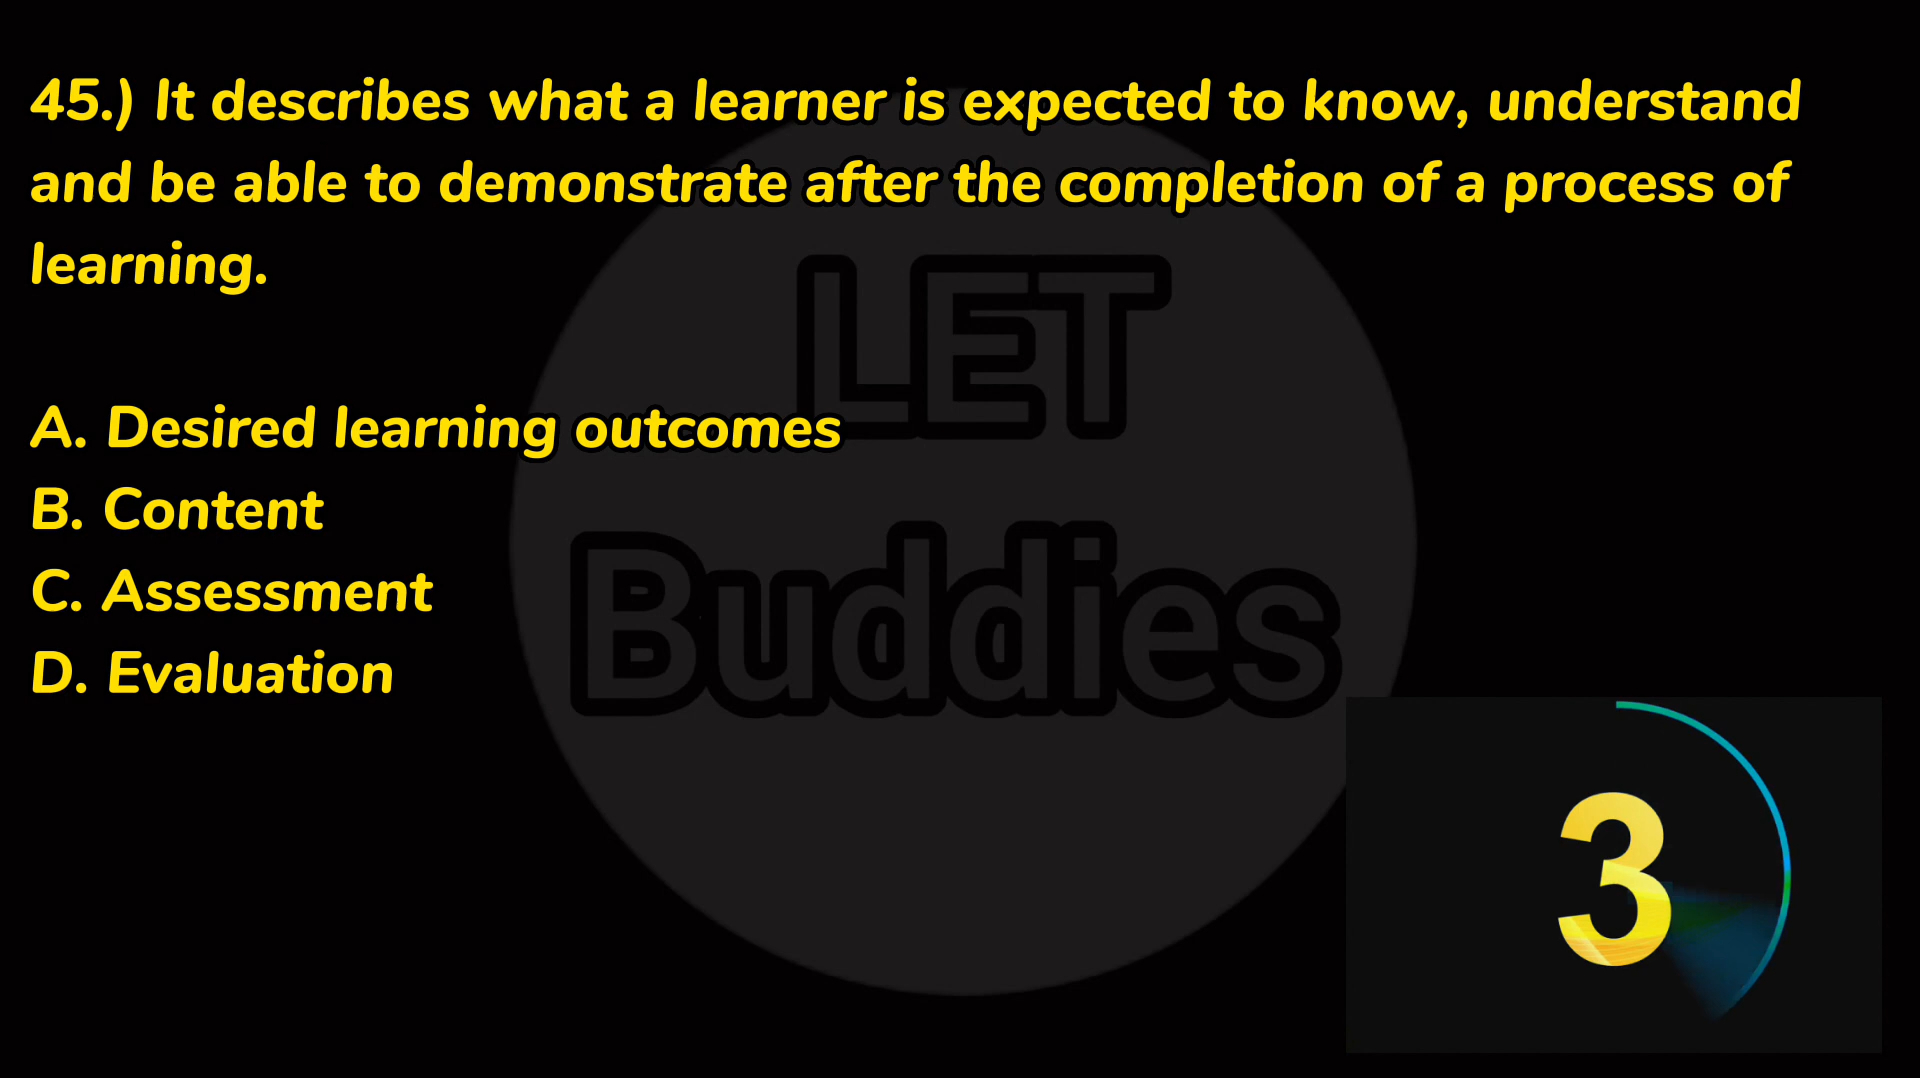 45.) It describes what a learner is expected to know, understand
and be able to demonstrate after the completion of a process of
learning.
A. Desired learning outcomes
B. Content
C. Assessment
D. Evaluation
LET
Buddies
3